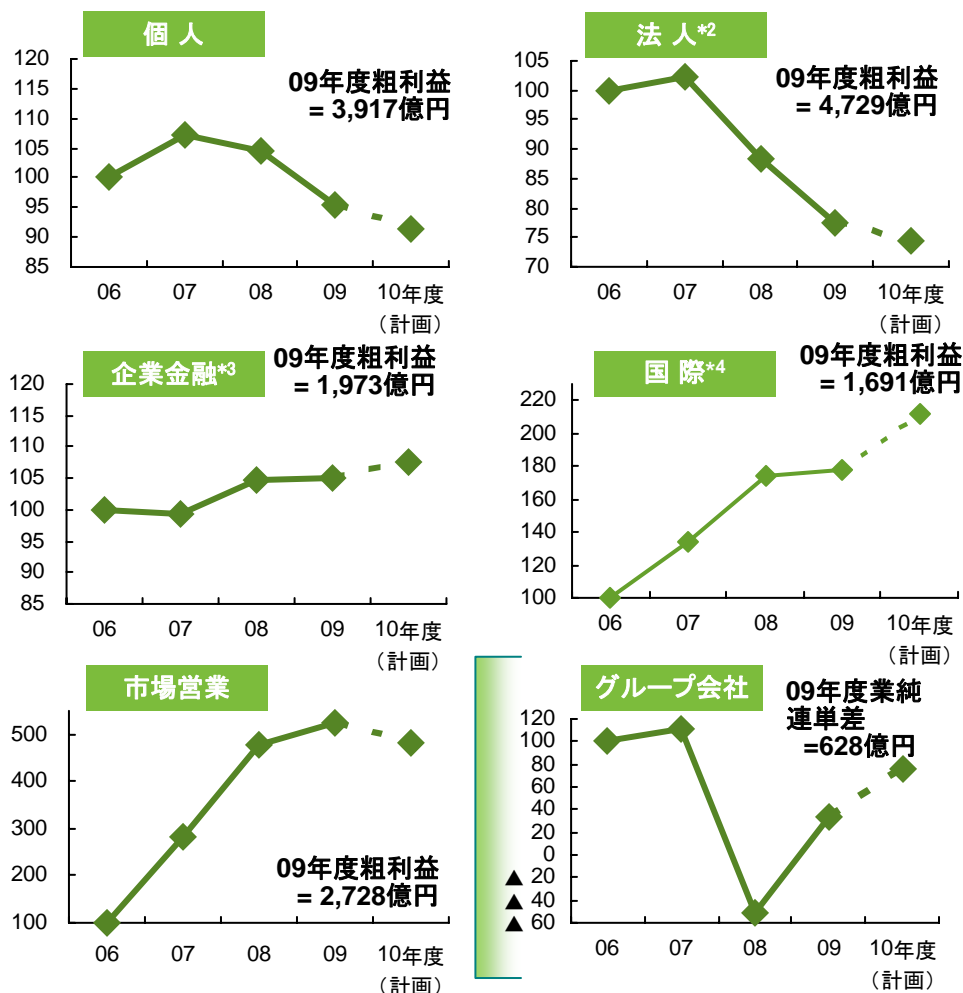 個 人
09年度粗利益
= 3,917億円
120
115
110
105
100
95
90
85
06 07 08 09 10年度
(計画)
法 人*2
09年度粗利益
= 4,729億円
105
100
95
90
85
80
75
70
06 07 08 09 10年度
(計画)
企業金融*3
09年度粗利益
= 1,973億円
120
115
110
105
100
95
90
85
06 07 08 09 10年度
(計画)
国 際*4
09年度粗利益
= 1,691億円
220
200
180
160
140
120
100
06 07 08 09 10年度
(計画)
市場営業
09年度粗利益
= 2,728億円
500
400
300
200
100
06 07 08 09 10年度
(計画)
グループ会社
09年度業純
連単差
=628億円
120
100
80
60
40
20
0
▲ 20
▲ 40
▲ 60
06 07 08 09 10年度
(計画)